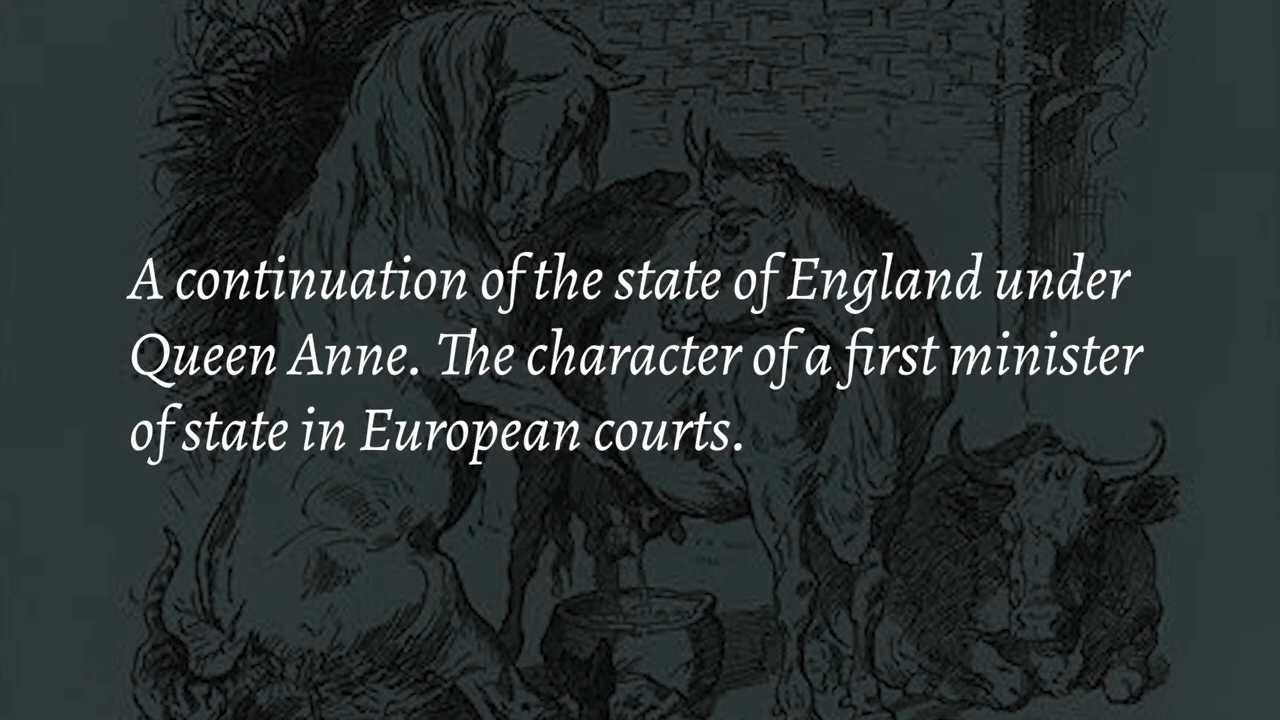 A continuation of the state of England under
Queen Anne. The character of a first minister
of state in European courts.